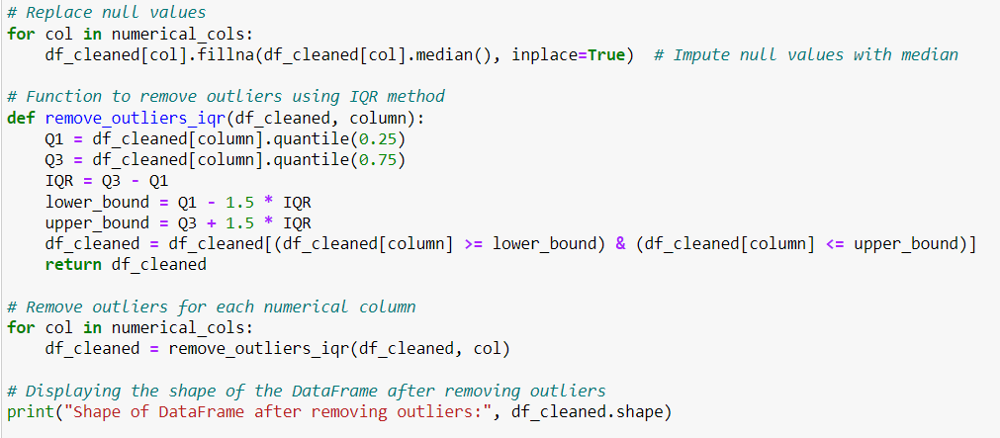 # Replace null values
for col in numerical_cols:
    df_cleaned[col].fillna(df_cleaned[col].median(), inplace=True)  # Impute null values with median

# Function to remove outliers using IQR method
def remove_outliers_iqr(df_cleaned, column):
    Q1 = df_cleaned[column].quantile(0.25)
    Q3 = df_cleaned[column].quantile(0.75)
    IQR = Q3 - Q1
    lower_bound = Q1 - 1.5 * IQR
    upper_bound = Q3 + 1.5 * IQR
    df_cleaned = df_cleaned[(df_cleaned[column] >= lower_bound) & (df_cleaned[column] <= upper_bound)]
    return df_cleaned

# Remove outliers for each numerical column
for col in numerical_cols:
    df_cleaned = remove_outliers_iqr(df_cleaned, col)

# Displaying the shape of the DataFrame after removing outliers
print("Shape of DataFrame after removing outliers:", df_cleaned.shape)